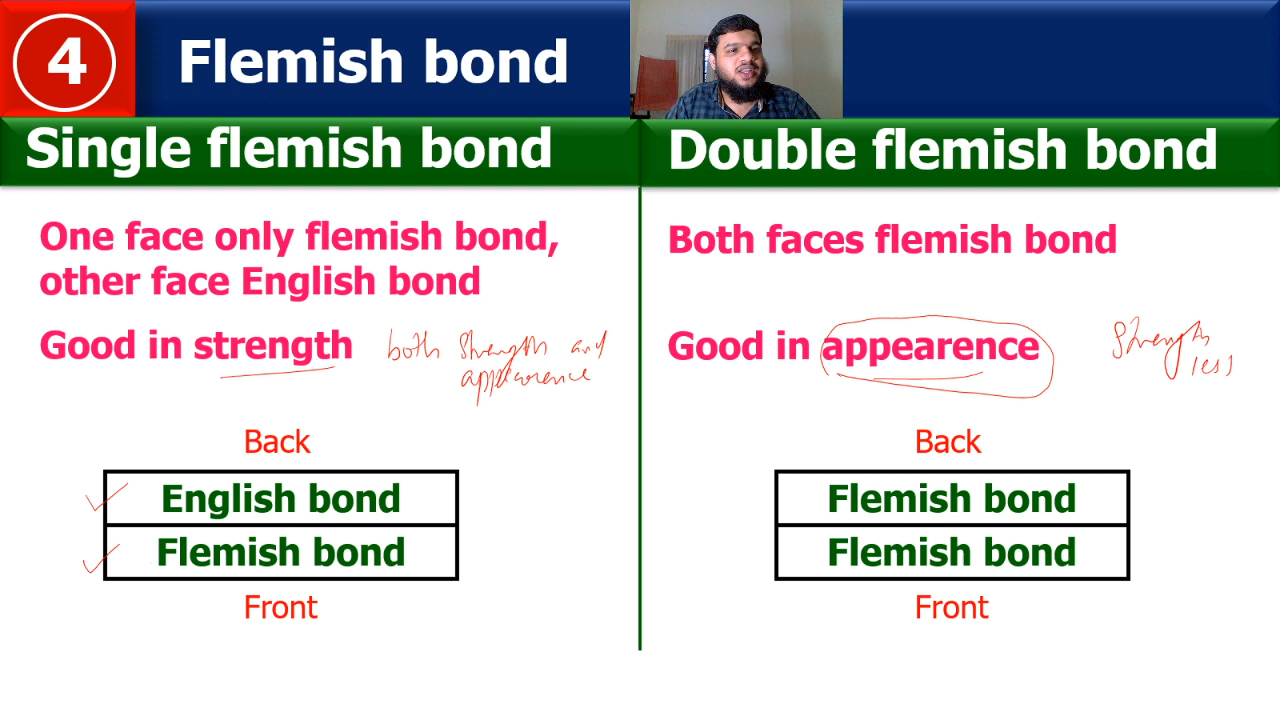 4
Flemish bond
Single flemish bond
One face only flemish bond,
other face English bond
Good in strength
both strength and
appearence
Back
English bond
Flemish bond
Front
Double flemish bond
Both faces flemish bond
Good in appearence
Strength
less
Back
Flemish bond
Flemish bond
Front